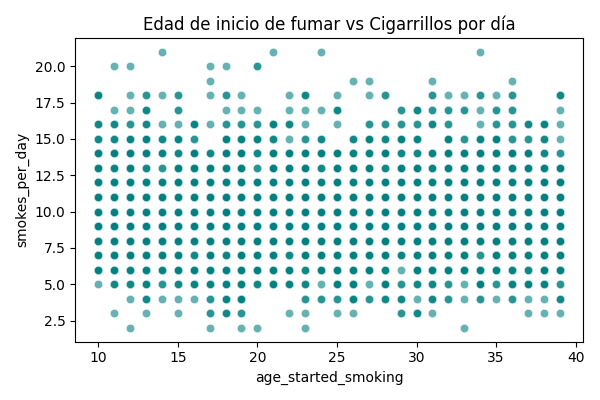 Edad de inicio de fumar vs Cigarrillos por día
smokes_per_day
20.0
17.5
15.0
12.5
10.0
7.5
5.0
2.5
10 15 20 25 30 35 40
age_started_smoking